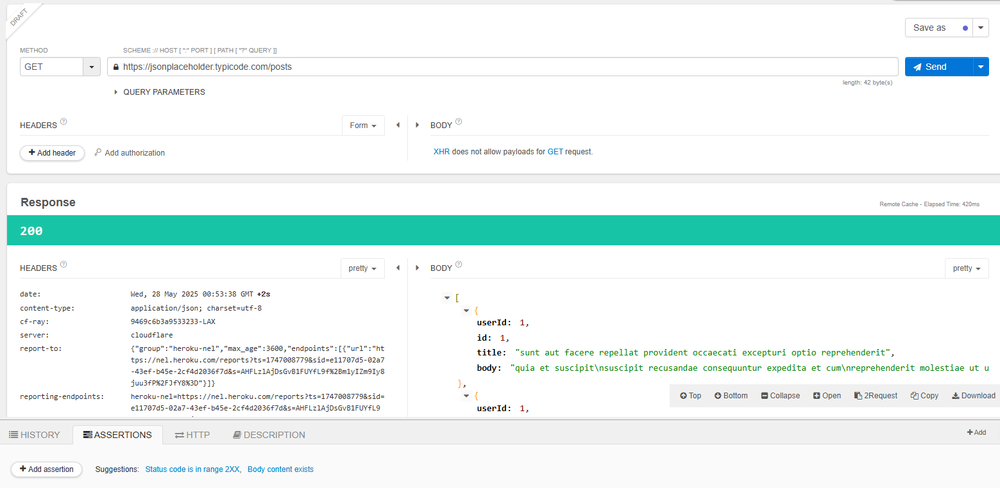 DRAFT
Save as
METHOD
SCHEME :// HOST [ ":" PORT ] [ PATH [ "?" QUERY ]]
GET
https://jsonplaceholder.typicode.com/posts
Send
length: 42 byte(s)
QUERY PARAMETERS
HEADERS ?
Form
BODY ?
Add header
Add authorization
XHR does not allow payloads for GET request.
Response
Remote Cache - Elapsed Time: 420ms
200
HEADERS ?
pretty
BODY ?
pretty
date: Wed, 28 May 2025 00:53:38 GMT +2s
content-type: application/json; charset=utf-8
cf-ray: 9469c6b3a9533233-LAX
server: cloudflare
report-to: {"group":"heroku-nel","max_age":3600,"endpoints":[{"url":"ht
tps://nel.heroku.com/reports?ts=1747008779&sid=e11707d5-02a7
-43ef-b45e-2cf4d2036f7d&s=AHFLzlAjDsGvB1FUYfL9f%2Bm1yIZm9Iy8
juu3fP%2FJfY8%3D"}]}
reporting-endpoints: heroku-nel=https://nel.heroku.com/reports?ts=1747008779&sid=
e11707d5-02a7-43ef-b45e-2cf4d2036f7d&s=AHFLzlAjDsGvB1FUYfL9
[
{
userId: 1,
id: 1,
title: "sunt aut facere repellat provident occaecati excepturi optio reprehenderit",
body: "quia et suscipit\nsuscipit recusandae consequuntur expedita et cum\nreprehenderit molestiae ut u
},
{
userId: 1,
Top
Bottom
Collapse
Open
2Request
Copy
Download
HISTORY
ASSERTIONS
HTTP
DESCRIPTION
Add
Add assertion
Suggestions: Status code is in range 2XX, Body content exists